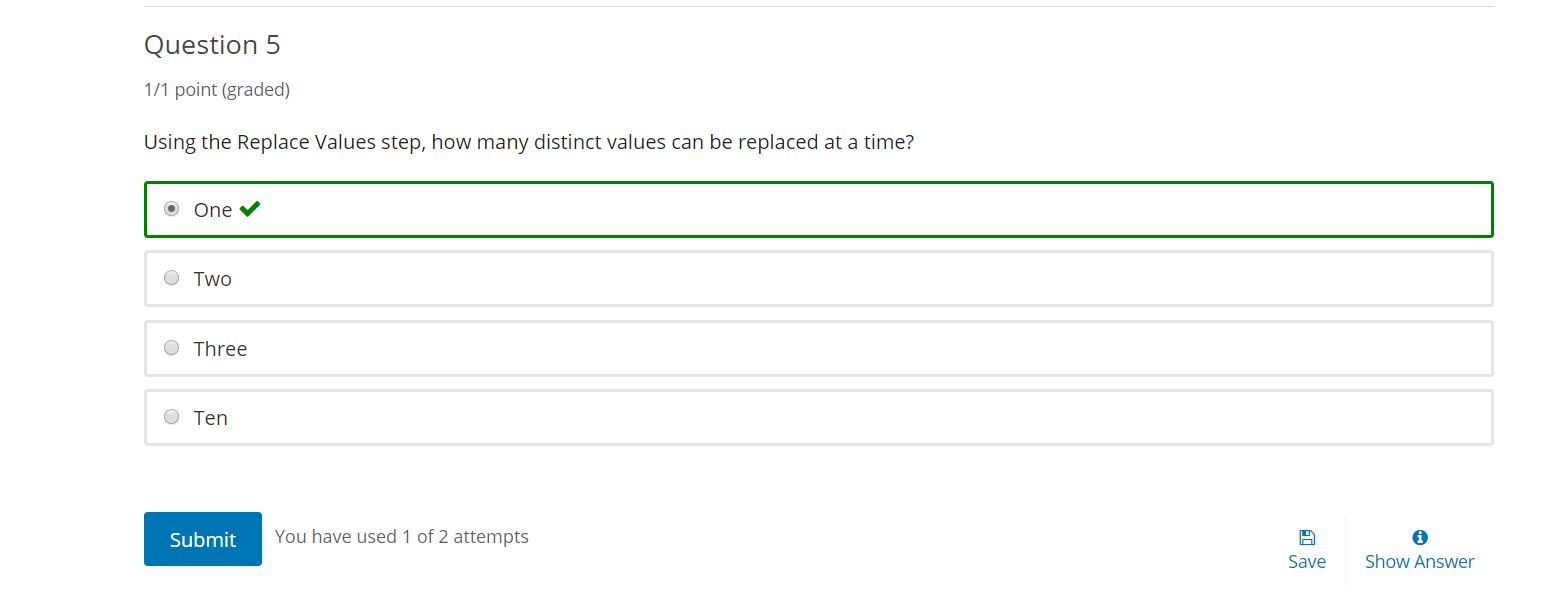 Question 5
1/1 point (graded)
Using the Replace Values step, how many distinct values can be replaced at a time?
One
Two
Three
Ten
Submit You have used 1 of 2 attempts
Save Show Answer